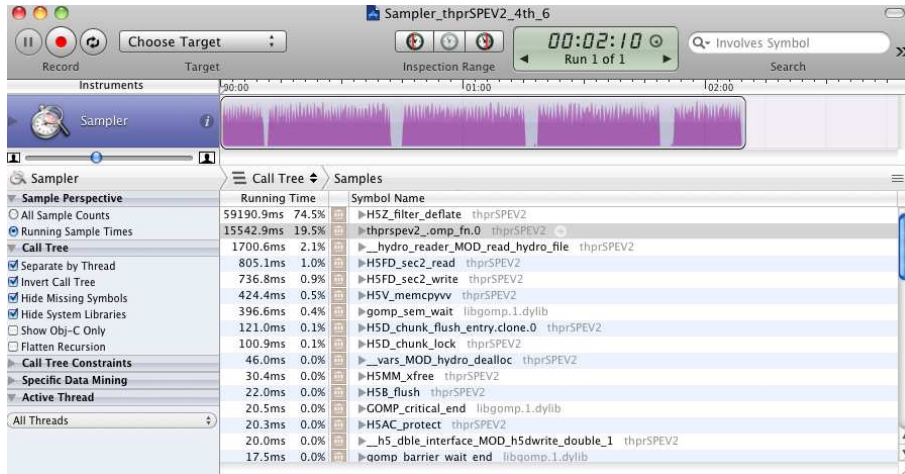 Sampler_thprSPEV2_4th_6
Choose Target
00:02:10
Run 1 of 1
Involves Symbol
Record
Target
Inspection Range
Search
Instruments
01:00
02:00
Sampler
Sampler
Call Tree
Samples
Sample Perspective
All Sample Counts
Running Sample Times
Call Tree
Separate by Thread
Invert Call Tree
Hide Missing Symbols
Hide System Libraries
Show Obj-C Only
Flatten Recursion
Call Tree Constraints
Specific Data Mining
Active Thread
All Threads
Running Time Symbol Name
59190.9ms 74.5% H5Z_filter_deflate thprSPEV2
15542.9ms 19.5% thprspev2_.omp_fn.0 thprSPEV2
1700.6ms 2.1% __hydro_reader_MOD_read_hydro_file thprSPEV2
805.1ms 1.0% H5FD_sec2_read thprSPEV2
736.8ms 0.9% H5FD_sec2_write thprSPEV2
424.4ms 0.5% H5V_memcpyvv thprSPEV2
396.6ms 0.4% gomp_sem_wait libgomp.1.dylib
121.0ms 0.1% H5D_chunk_flush_entry.clone.0 thprSPEV2
100.9ms 0.1% H5D_chunk_lock thprSPEV2
46.0ms 0.0% __vars_MOD_hydro_dealloc thprSPEV2
30.4ms 0.0% H5MM_xfree thprSPEV2
22.0ms 0.0% H5B_flush thprSPEV2
20.5ms 0.0% GOMP_critical_end libgomp.1.dylib
20.3ms 0.0% H5AC_protect thprSPEV2
20.0ms 0.0% __h5_dble_interface_MOD_h5dwrite_double_1 thprSPEV2
17.5ms 0.0% gomp_barrier_wait_end libgomp.1.dylib